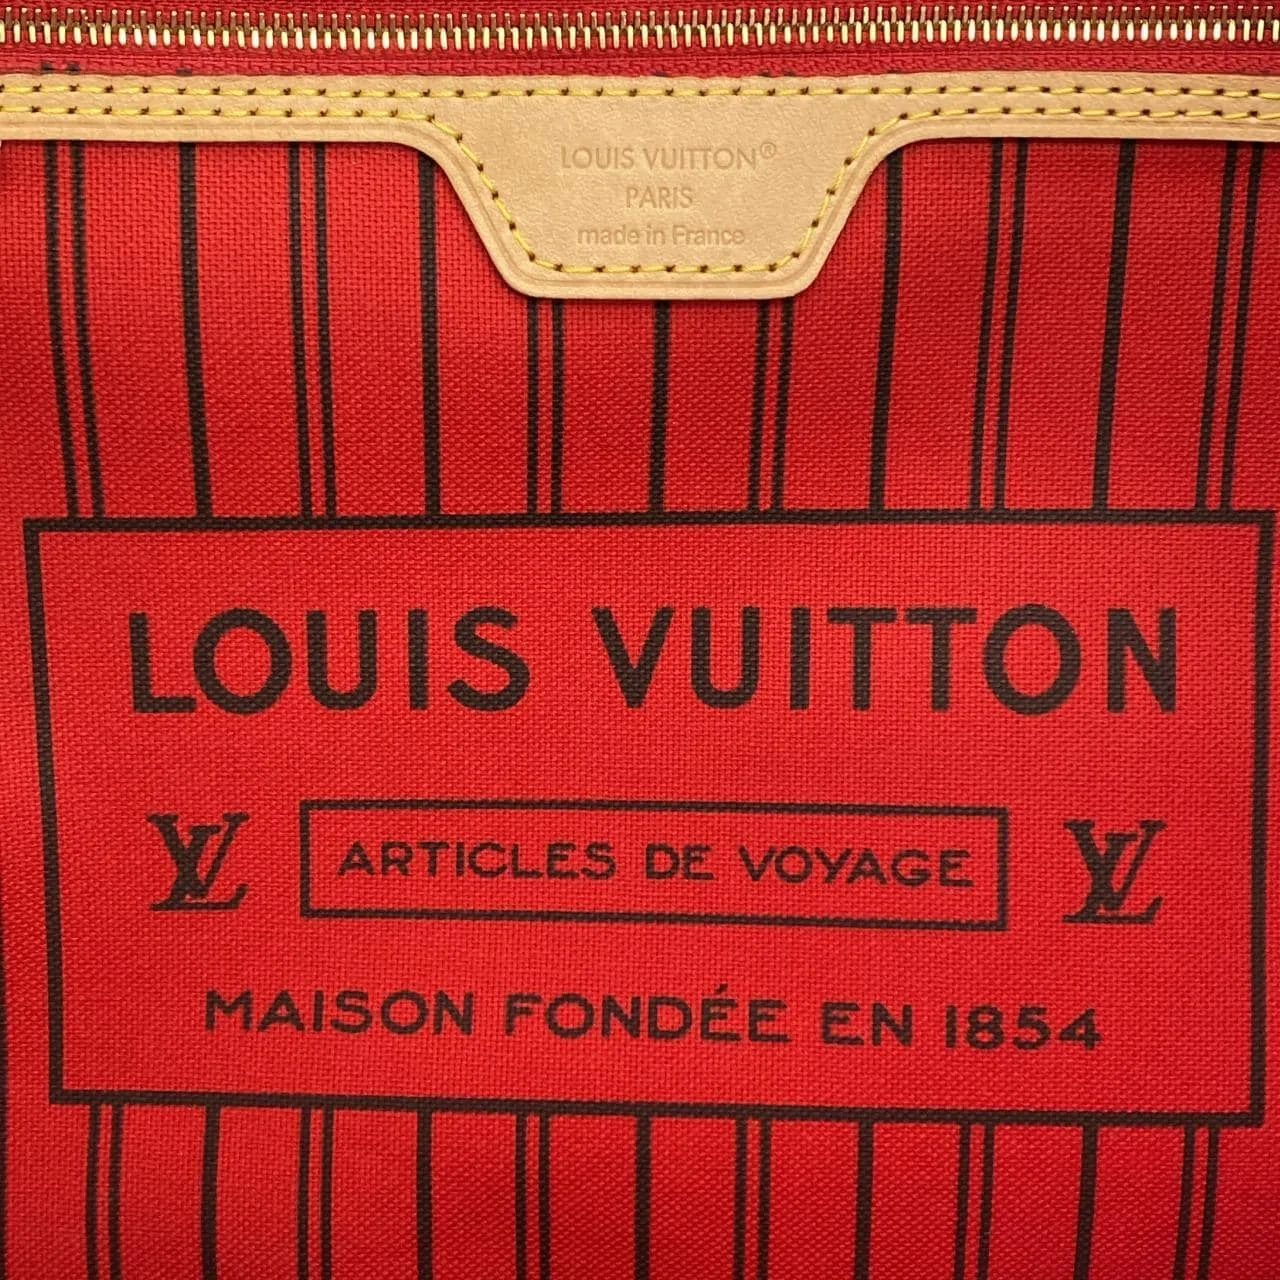 LOUIS VUITTON®
PARIS
made in France
LOUIS VUITTON
LV ARTICLES DE VOYAGE LV
MAISON FONDÉE EN 1854